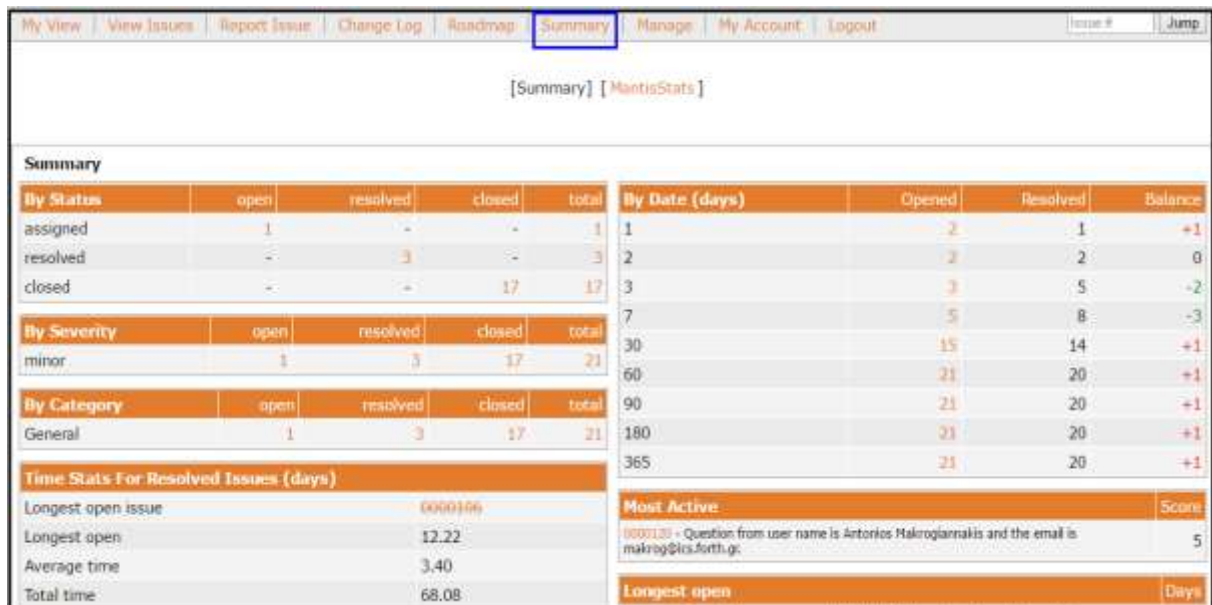 My View | View Issues | Report Issue | Change Log | Roadmap | Summary | Manage | My Account | Logout Issue # Jump
[Summary] [ MantisStats ]
Summary
By Status open resolved closed total
assigned 1 - - 1
resolved - 3 - 3
closed - - 17 17
By Severity open resolved closed total
minor 1 3 17 21
By Category open resolved closed total
General 1 3 17 21
Time Stats For Resolved Issues (days)
Longest open issue 0000106
Longest open 12.22
Average time 3.40
Total time 68.08
By Date (days) Opened Resolved Balance
1 2 1 +1
2 2 2 0
3 3 5 -2
7 5 8 -3
30 15 14 +1
60 21 20 +1
90 21 20 +1
180 21 20 +1
365 21 20 +1
Most Active Score
0000120 - Question from user name is Antonios Makrogiannakis and the email is
makrog@ics.forth.gr. 5
Longest open Days